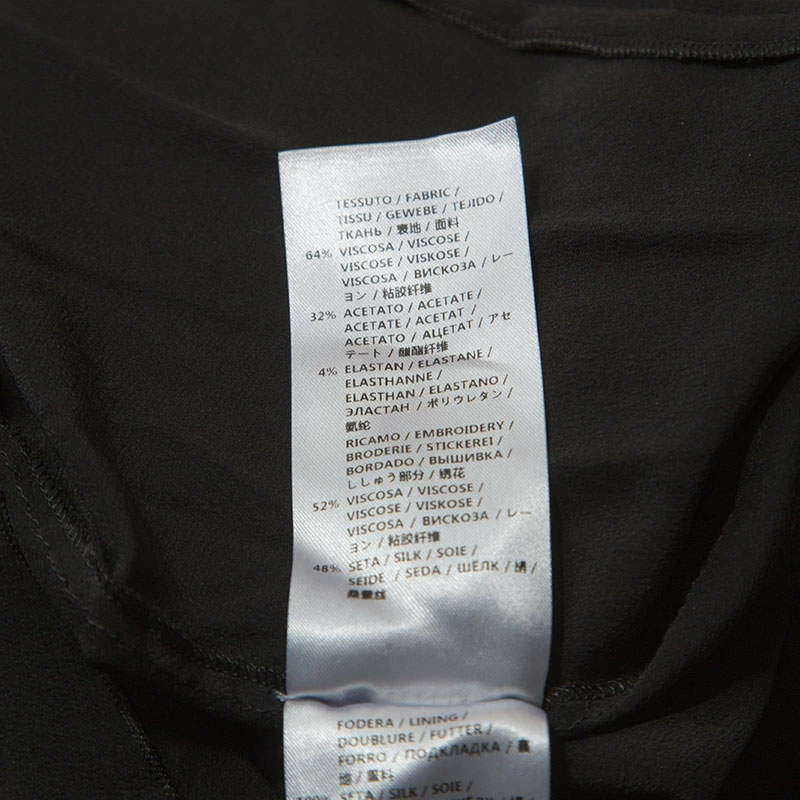 TESSUTO / FABRIC /
TISSU / GEWEBE / TEJIDO /
ТКАНЬ / 表地 / 面料
64% VISCOSA / VISCOSE /
VISCOSE / VISKOSE /
VISCOSA / ВИСКОЗА / レー
ヨン / 粘胶纤维
32% ACETATO / ACETATE /
ACETATE / ACETAT /
ACETATO / АЦЕТАТ / アセ
テート / 醋酯纤维
4% ELASTAN / ELASTANE /
ELASTHANNE /
ELASTHAN / ELASTANO /
ЭЛАСТАН / ポリウレタン /
氨纶
RICAMO / EMBROIDERY /
BRODERIE / STICKEREI /
BORDADO / ВЫШИВКА /
ししゅう部分 / 绣花
52% VISCOSA / VISCOSE /
VISCOSE / VISKOSE /
VISCOSA / ВИСКОЗА / レー
ヨン / 粘胶纤维
48% SETA / SILK / SOIE /
SEIDE / SEDA / ШЕЛК / 絹 /
桑蚕丝
FODERA / LINING /
DOUBLURE / FUTTER /
FORRO / ПОДКЛАДКА / 裏
地 / 里料
100% SETA / SILK / SOIE /